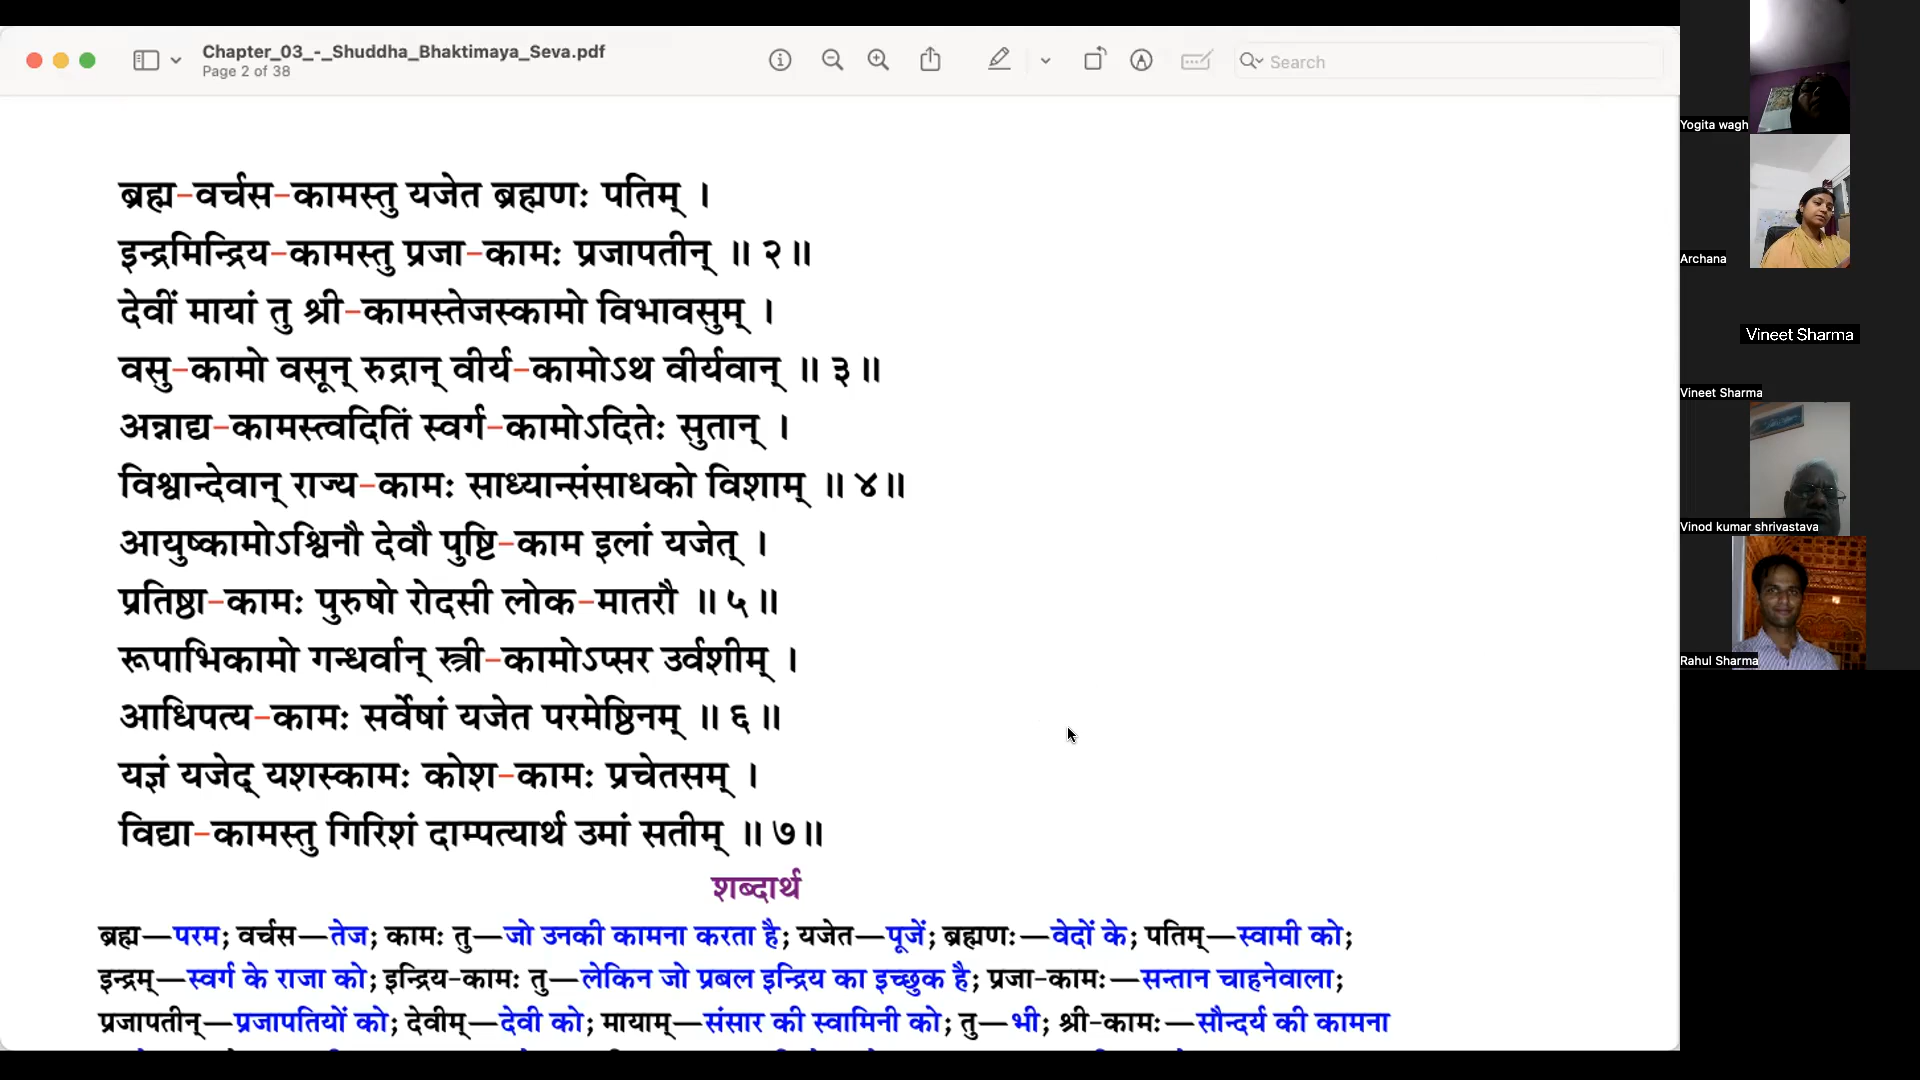 Chapter_03_-_Shuddha_Bhaktimaya_Seva.pdf
Page 2 of 38
Search
ब्रह्म-वर्चस-कामस्तु यजेत ब्रह्मणः पतिम् ।
इन्द्रमिन्द्रिय-कामस्तु प्रजा-कामः प्रजापतीन् ॥ २॥
देवीं मायां तु श्री-कामस्तेजस्कामो विभावसुम् ।
वसु-कामो वसून् रुद्रान् वीर्य-कामोऽथ वीर्यवान् ॥ ३॥
अन्नाद्य-कामस्त्वदितिं स्वर्ग-कामोऽदितेः सुतान् ।
विश्वान्देवान् राज्य-कामः साध्यान्संसाधको विशाम् ॥ ४॥
आयुष्कामोऽश्विनौ देवौ पुष्टि-काम इलां यजेत् ।
प्रतिष्ठा-कामः पुरुषो रोदसी लोक-मातरौ ॥ ५॥
रूपाभिकामो गन्धर्वान् स्त्री-कामोऽप्सर उर्वशीम् ।
आधिपत्य-कामः सर्वेषां यजेत परमेष्ठिनम् ॥ ६॥
यज्ञं यजेद् यशस्कामः कोश-कामः प्रचेतसम् ।
विद्या-कामस्तु गिरिशं दाम्पत्यार्थ उमां सतीम् ॥ ७॥
शब्दार्थ
ब्रह्म—परम; वर्चस—तेज; कामः तु—जो उनकी कामना करता है; यजेत—पूजें; ब्रह्मणः—वेदों के; पतिम्—स्वामी को;
इन्द्रम्—स्वर्ग के राजा को; इन्द्रिय-कामः तु—लेकिन जो प्रबल इन्द्रिय का इच्छुक है; प्रजा-कामः—सन्तान चाहनेवाला;
प्रजापतीन्—प्रजापतियों को; देवीम्—देवी को; मायाम्—संसार की स्वामिनी को; तु—भी; श्री-कामः—सौन्दर्य की कामना
Yogita wagh
Archana
Vineet Sharma
Vineet Sharma
Vinod kumar shrivastava
Rahul Sharma